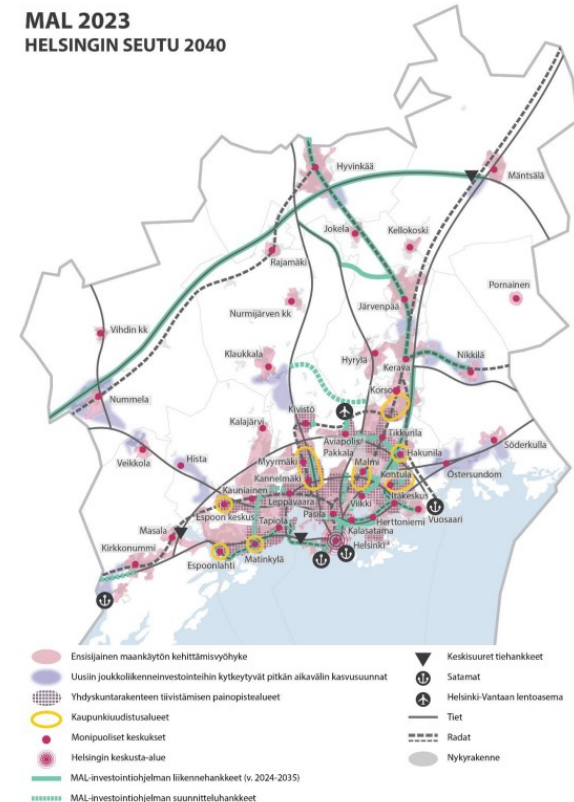 MAL 2023
HELSINGIN SEUTU 2040
Hyvinkää
Mäntsälä
Jokela
Kellokoski
Rajamäki
Pornainen
Järvenpää
Nurmijärven kk
Vihdin kk
Hyrylä
Klaukkala
Kerava
Nikkilä
Nummela
Korso
Kivistö
Kalajärvi
Tikkurila
Aviapolis
Söderkulla
Pakkala
Hakunila
Veikkola
Hista
Myyrmäki
Malmi
Kontula
Östersundom
Kannelmäki
Kauniainen
Leppävaara
Viikki
Itäkeskus
Espoon keskus
Pasila
Vuosaari
Tapiola
Herttoniemi
Masala
Kalasatama
Kirkkonummi
Matinkylä
Helsinki
Espoonlahti
Ensisijainen maankäytön kehittämisvyöhyke
Uusiin joukkoliikenneinvestointeihin kytkeytyvät pitkän aikavälin kasvusuunnat
Yhdyskuntarakenteen tiivistämisen painopistealueet
Kaupunkiuudistusalueet
Monipuoliset keskukset
Helsingin keskusta-alue
MAL-investointiohjelman liikennehankkeet (v. 2024-2035)
MAL-investointiohjelman suunnitteluhankkeet
Keskisuuret tiehankkeet
Satamat
Helsinki-Vantaan lentoasema
Tiet
Radat
Nykyrakenne